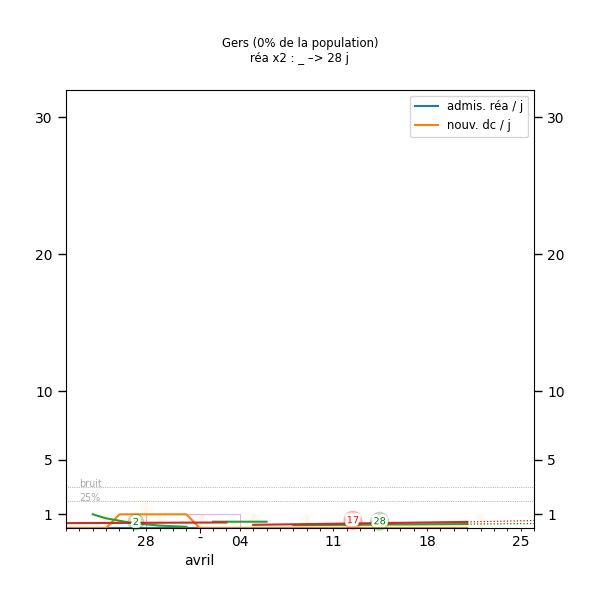 Gers (0% de la population)
réa x2 : _ –> 28 j
admis. réa / j
nouv. dc / j
30 30
20 20
10 10
5 5
bruit
25%
1 2 17 28 1
28 - 04 11 18 25
avril